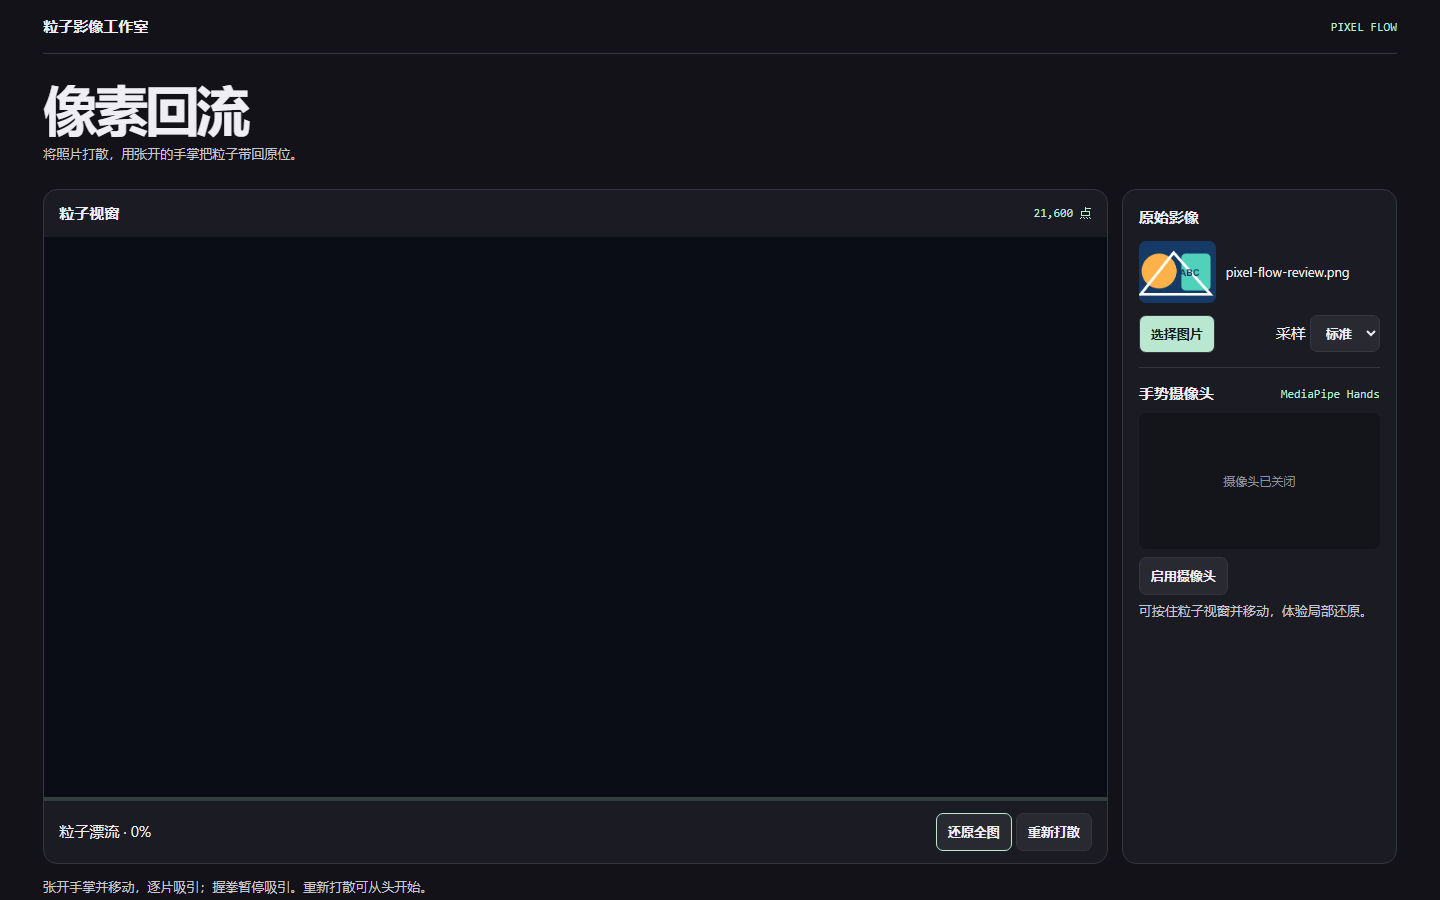 粒子影像工作室
PIXEL FLOW
像素回流
将照片打散，用张开的手掌把粒子带回原位。
粒子视窗
21,600 点
原始影像
ABC
pixel-flow-review.png
选择图片
采样 标准
手势摄像头
MediaPipe Hands
摄像头已关闭
启用摄像头
可按住粒子视窗并移动，体验局部还原。
粒子漂流 · 0%
还原全图
重新打散
张开手掌并移动，逐片吸引；握拳暂停吸引。重新打散可从头开始。